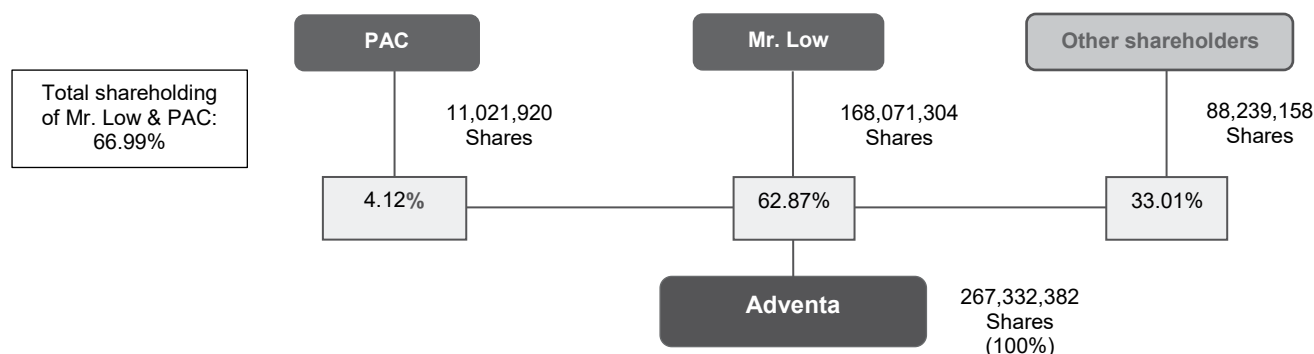 PAC
Mr. Low
Other shareholders
Total shareholding
of Mr. Low & PAC:
66.99%
11,021,920
Shares
168,071,304
Shares
88,239,158
Shares
4.12%
62.87%
33.01%
Adventa
267,332,382
Shares
(100%)